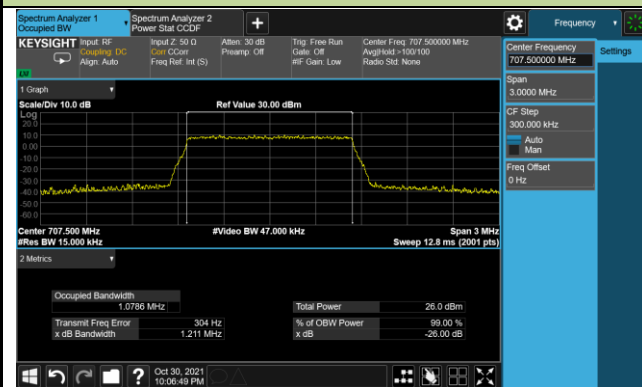 Spectrum Analyzer 1
Occupied BW
Spectrum Analyzer 2
Power Stat CCDF
+
Frequency
KEYSIGHT
Input: RF
Coupling: DC
Align: Auto
Input Z: 50 Ω
Corr CCorr
Freq Ref: Int (S)
Atten: 30 dB
Preamp: Off
Trig: Free Run
Gate: Off
#IF Gain: Low
Center Freq: 707.500000 MHz
Avg|Hold:>100/100
Radio Std: None
Center Frequency
707.500000 MHz
Settings
Span
3.0000 MHz
CF Step
300.000 kHz
Auto
Man
Freq Offset
0 Hz
1 Graph
Scale/Div 10.0 dB
Ref Value 30.00 dBm
Log
20.0
10.0
0.00
-10.0
-20.0
-30.0
-40.0
-50.0
-60.0
Center 707.500 MHz
#Video BW 47.000 kHz
Span 3 MHz
#Res BW 15.000 kHz
Sweep 12.8 ms (2001 pts)
2 Metrics
Occupied Bandwidth
1.0786 MHz
Total Power
26.0 dBm
Transmit Freq Error
304 Hz
% of OBW Power
99.00 %
x dB Bandwidth
1.211 MHz
x dB
-26.00 dB
?
Oct 30, 2021
10:06:49 PM